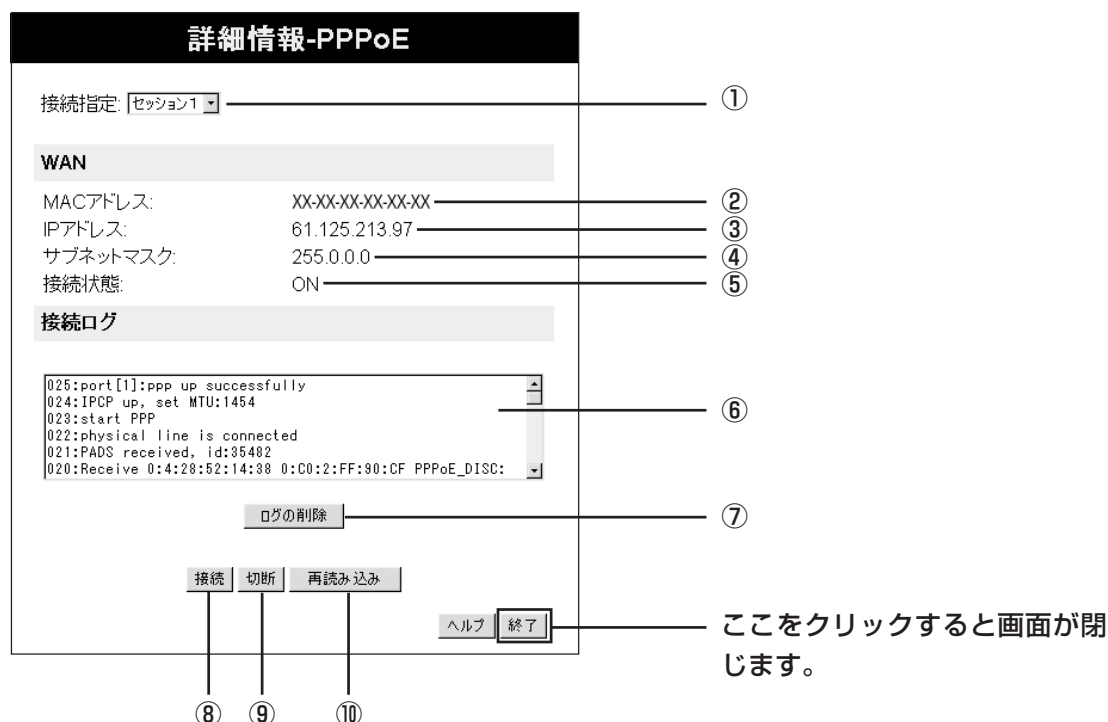 詳細情報-PPPoE
接続指定: セッション1 ①
WAN
MACアドレス: XX-XX-XX-XX-XX-XX ②
IPアドレス: 61.125.213.97 ③
サブネットマスク: 255.0.0.0 ④
接続状態: ON ⑤
接続ログ
025:port[1]:ppp up successfully
024:IPCP up, set MTU:1454
023:start PPP
022:physical line is connected
021:PADS received, id:35482
020:Receive 0:4:28:52:14:38 0:C0:2:FF:90:CF PPPoE_DISC:
⑥
ログの削除 ⑦
接続 切断 再読み込み
ヘルプ 終了
ここをクリックすると画面が閉
じます。
⑧ ⑨ ⑩